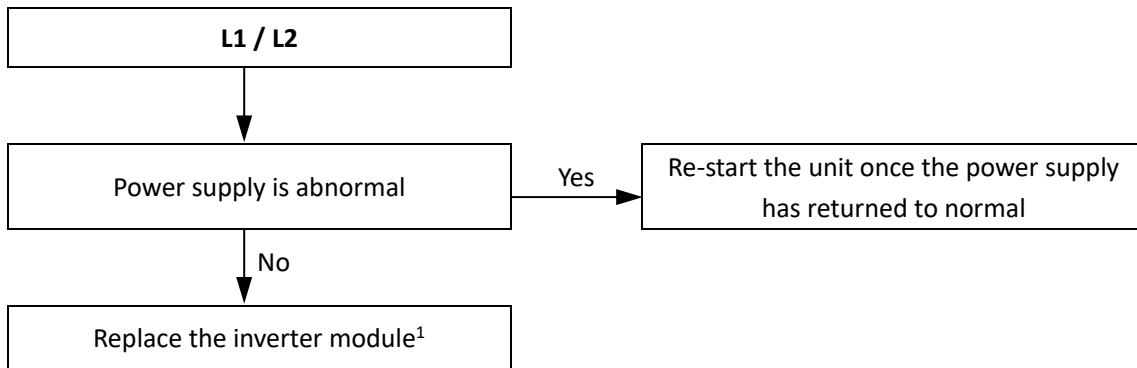 L1 / L2
Power supply is abnormal
Yes
Re-start the unit once the power supply
has returned to normal
No
Replace the inverter module¹